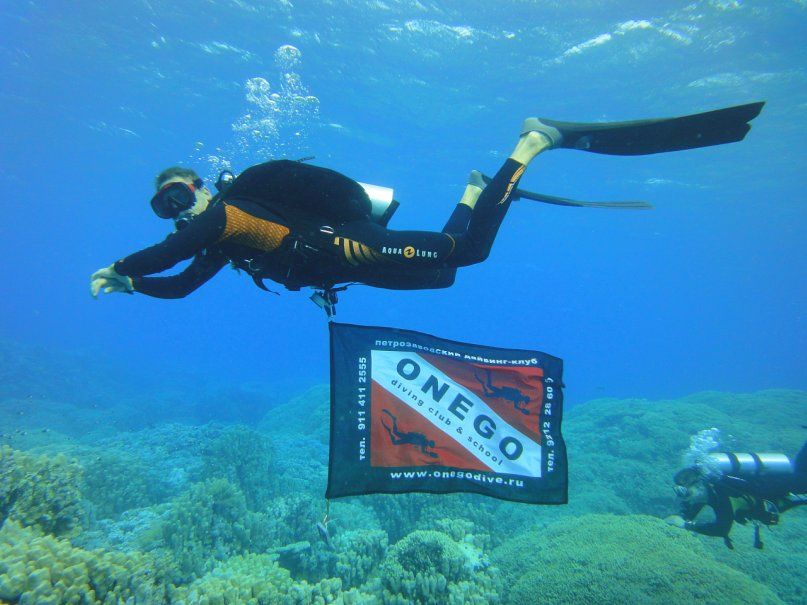 AQUA LUNG
петрозаводский дайвинг-клуб
ONEGO
diving club & school
www.onegodive.ru
тел. 911 411 2555